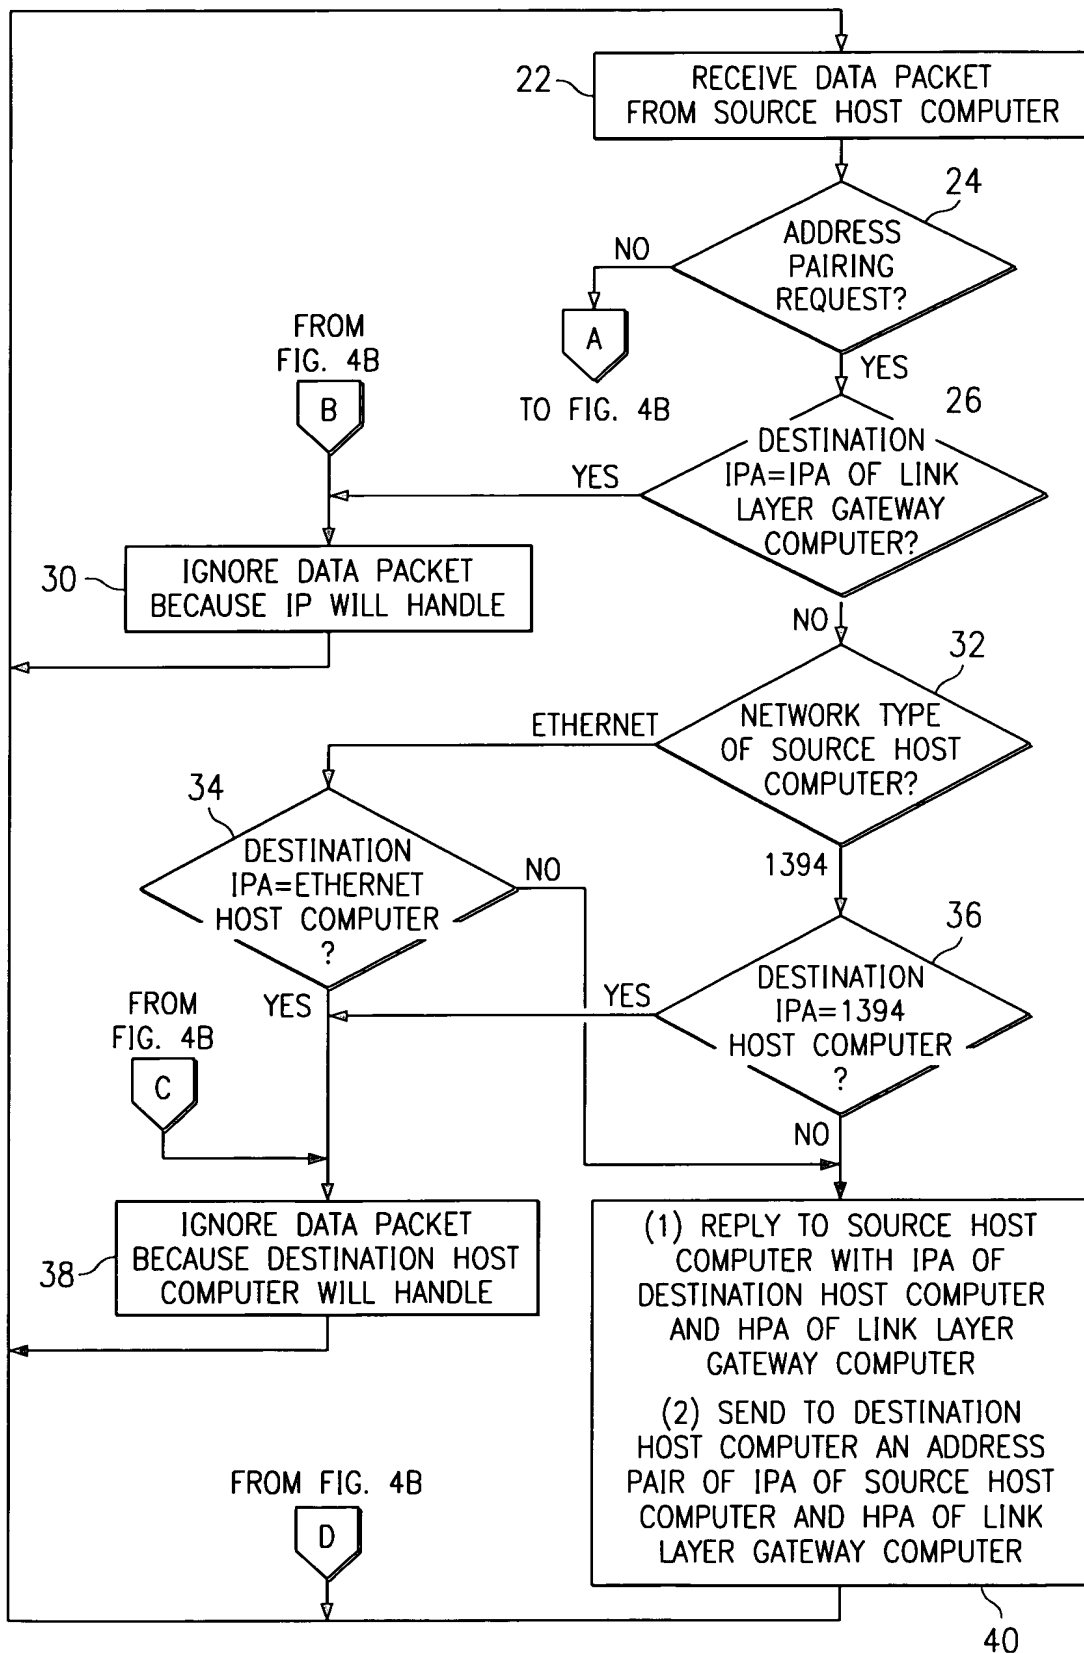 22
RECEIVE DATA PACKET
FROM SOURCE HOST COMPUTER
24
ADDRESS
PAIRING
REQUEST?
NO
A
TO FIG. 4B
YES
FROM
FIG. 4B
B
26
DESTINATION
IPA=IPA OF LINK
LAYER GATEWAY
COMPUTER?
YES
30
IGNORE DATA PACKET
BECAUSE IP WILL HANDLE
NO
32
NETWORK TYPE
OF SOURCE HOST
COMPUTER?
ETHERNET
1394
34
DESTINATION
IPA=ETHERNET
HOST COMPUTER
?
NO
YES
36
DESTINATION
IPA=1394
HOST COMPUTER
?
YES
NO
FROM
FIG. 4B
C
38
IGNORE DATA PACKET
BECAUSE DESTINATION HOST
COMPUTER WILL HANDLE
(1) REPLY TO SOURCE HOST
COMPUTER WITH IPA OF
DESTINATION HOST COMPUTER
AND HPA OF LINK LAYER
GATEWAY COMPUTER
(2) SEND TO DESTINATION
HOST COMPUTER AN ADDRESS
PAIR OF IPA OF SOURCE HOST
COMPUTER AND HPA OF LINK
LAYER GATEWAY COMPUTER
FROM FIG. 4B
D
40